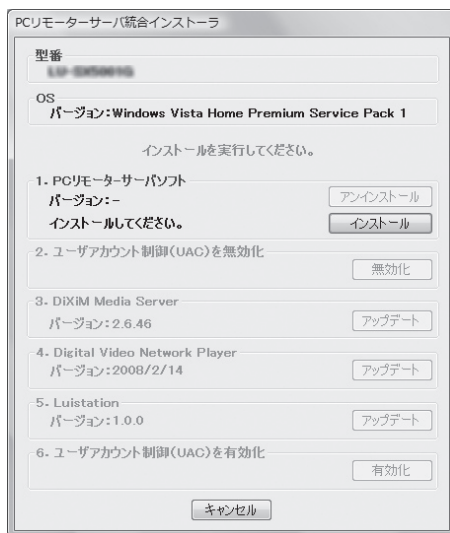 PCリモーターサーバ統合インストーラ
型番
OS
バージョン:Windows Vista Home Premium Service Pack 1
インストールを実行してください。
1. PCリモーターサーバソフト
バージョン:-
アンインストール
インストールしてください。
インストール
2. ユーザアカウント制御(UAC)を無効化
無効化
3. DiXiM Media Server
バージョン:2.6.46
アップデート
4. Digital Video Network Player
バージョン:2008/2/14
アップデート
5. Luistation
バージョン:1.0.0
アップデート
6. ユーザアカウント制御(UAC)を有効化
有効化
キャンセル